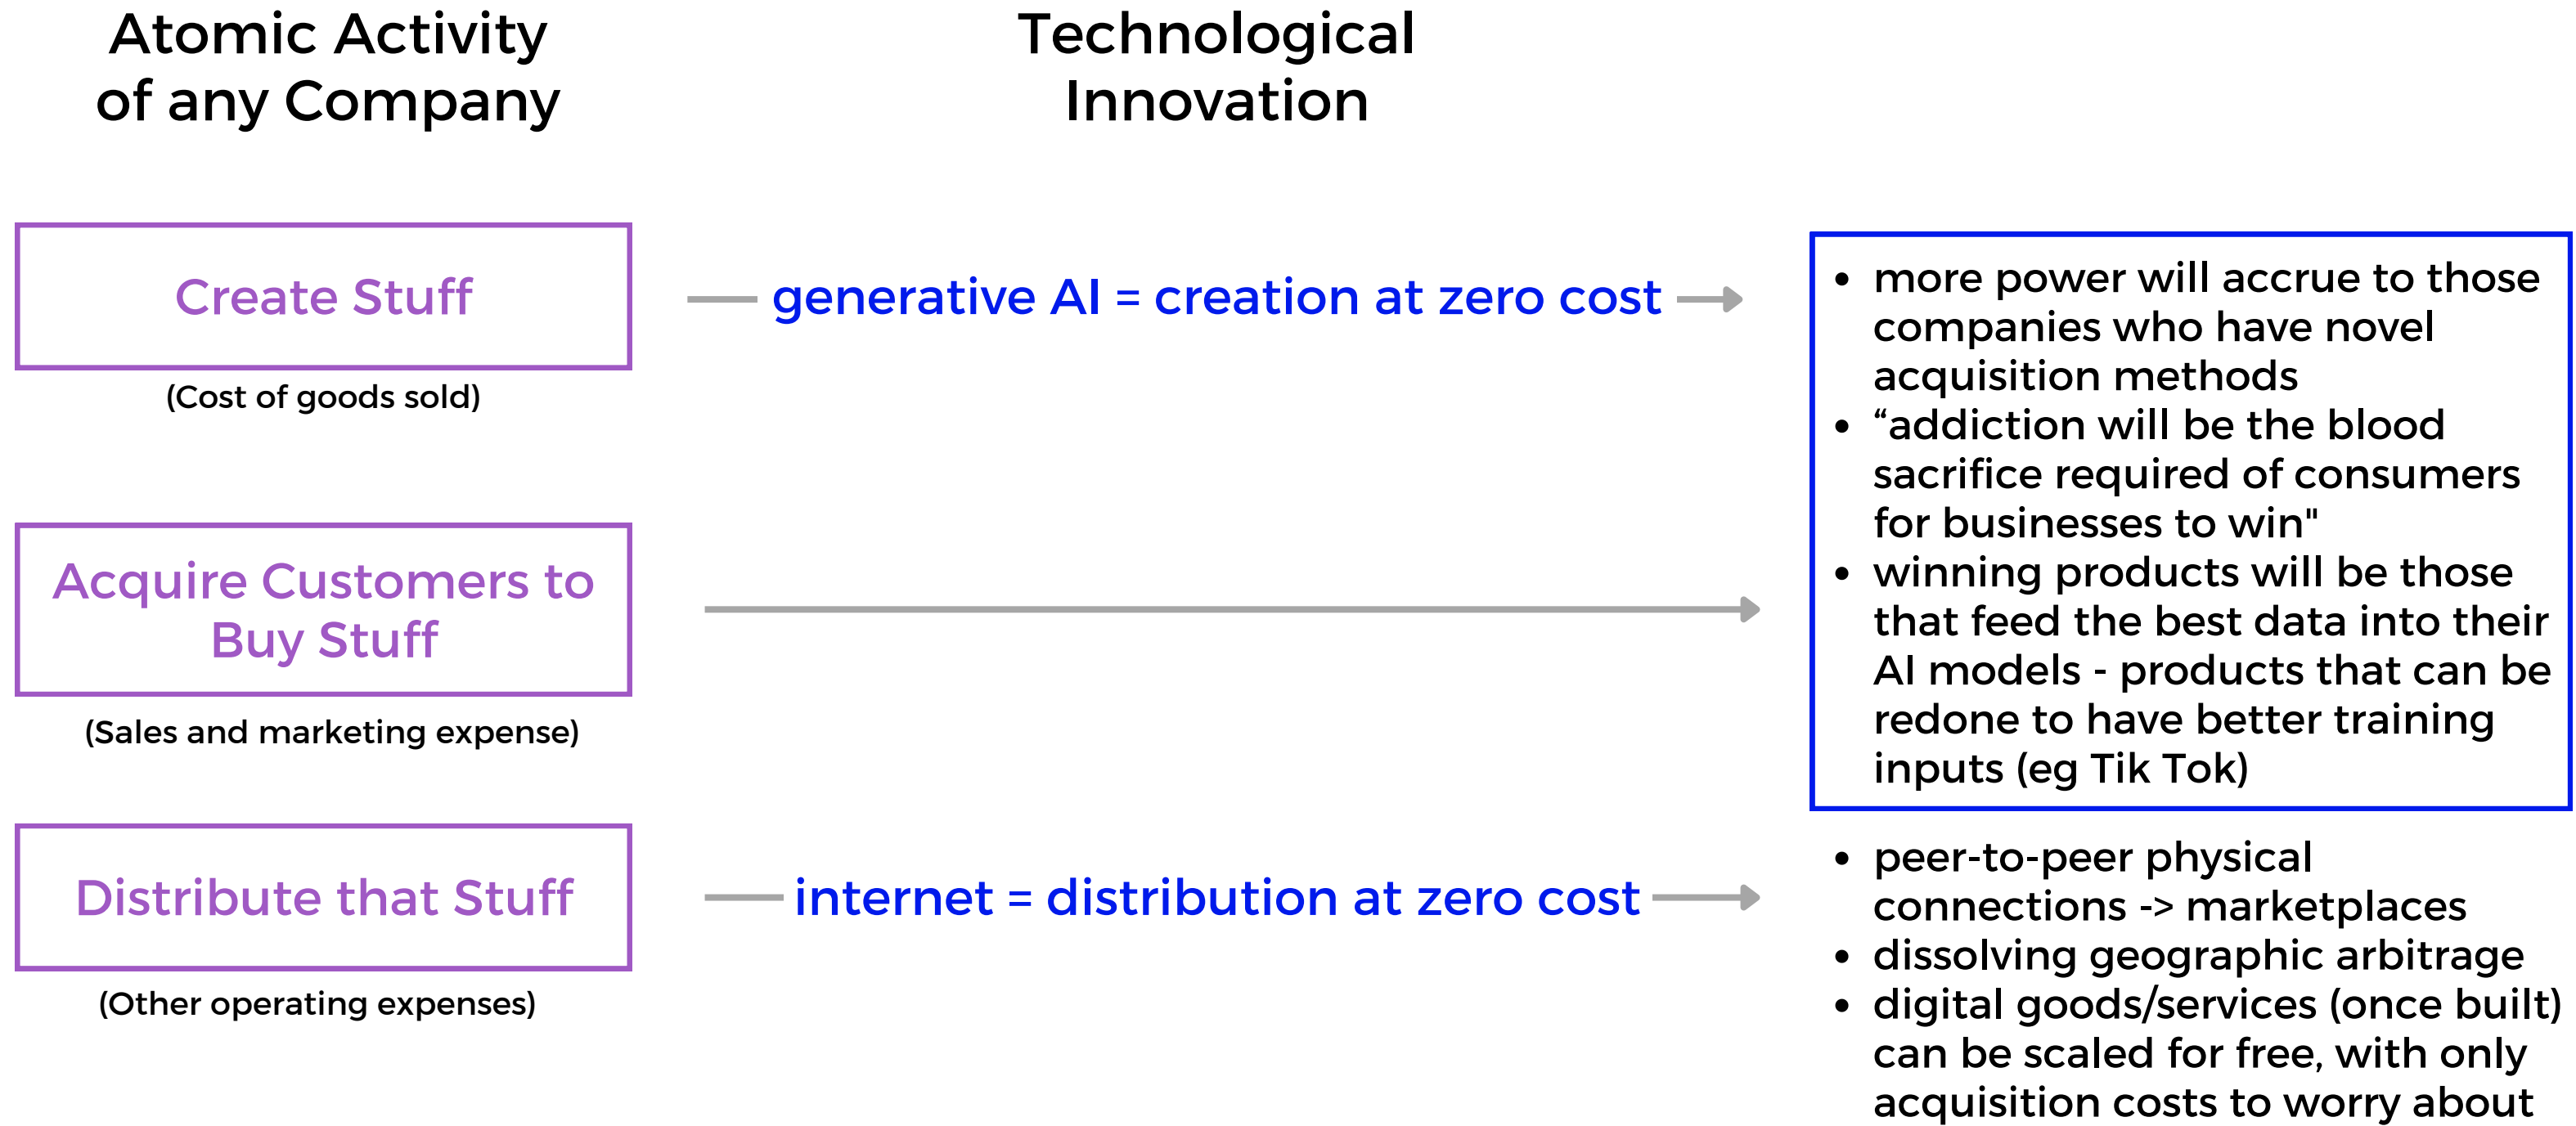 Atomic Activity
of any Company
Technological
Innovation
Create Stuff
(Cost of goods sold)
generative AI = creation at zero cost
• more power will accrue to those
companies who have novel
acquisition methods
• “addiction will be the blood
sacrifice required of consumers
for businesses to win"
• winning products will be those
that feed the best data into their
AI models - products that can be
redone to have better training
inputs (eg Tik Tok)
Acquire Customers to
Buy Stuff
(Sales and marketing expense)
Distribute that Stuff
(Other operating expenses)
internet = distribution at zero cost
• peer-to-peer physical
connections -> marketplaces
• dissolving geographic arbitrage
• digital goods/services (once built)
can be scaled for free, with only
acquisition costs to worry about